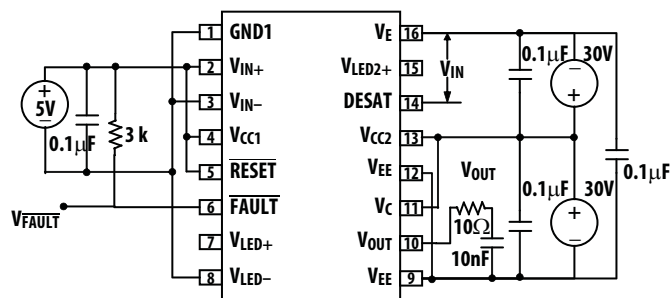 1 GND1
2 VIN+
3 VIN–
4 VCC1
5 RESET
6 FAULT
7 VLED+
8 VLED–
VE 16
VLED2+ 15
DESAT 14
VCC2 13
VEE 12
VC 11
VOUT 10
VEE 9
+
5V
–
0.1µF
3 k
VFAULT
VIN
0.1µF
–
30V
+
0.1µF
VOUT
10Ω
10nF
0.1µF
+
30V
–